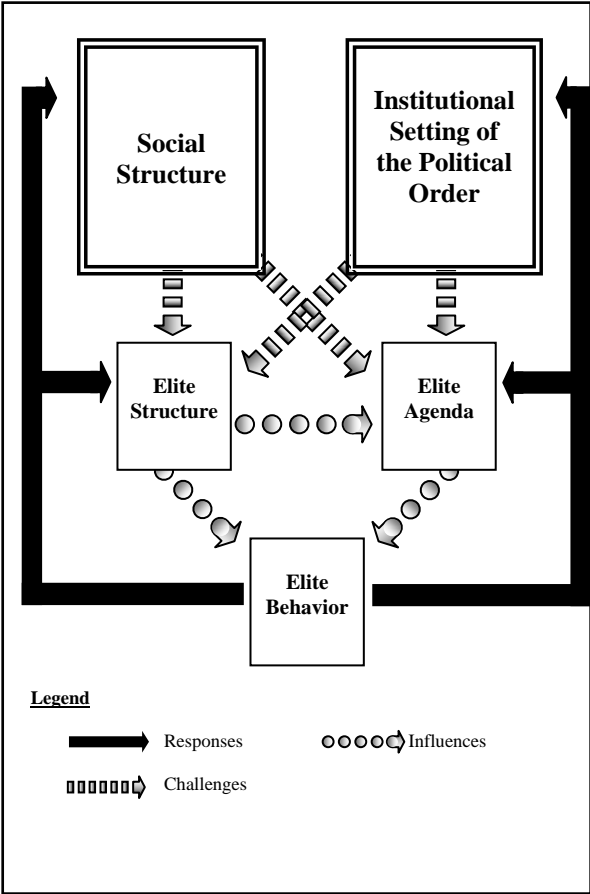 Social
Structure
Institutional
Setting of
the Political
Order
Elite
Structure
Elite
Agenda
Elite
Behavior
Legend
Responses
Influences
Challenges